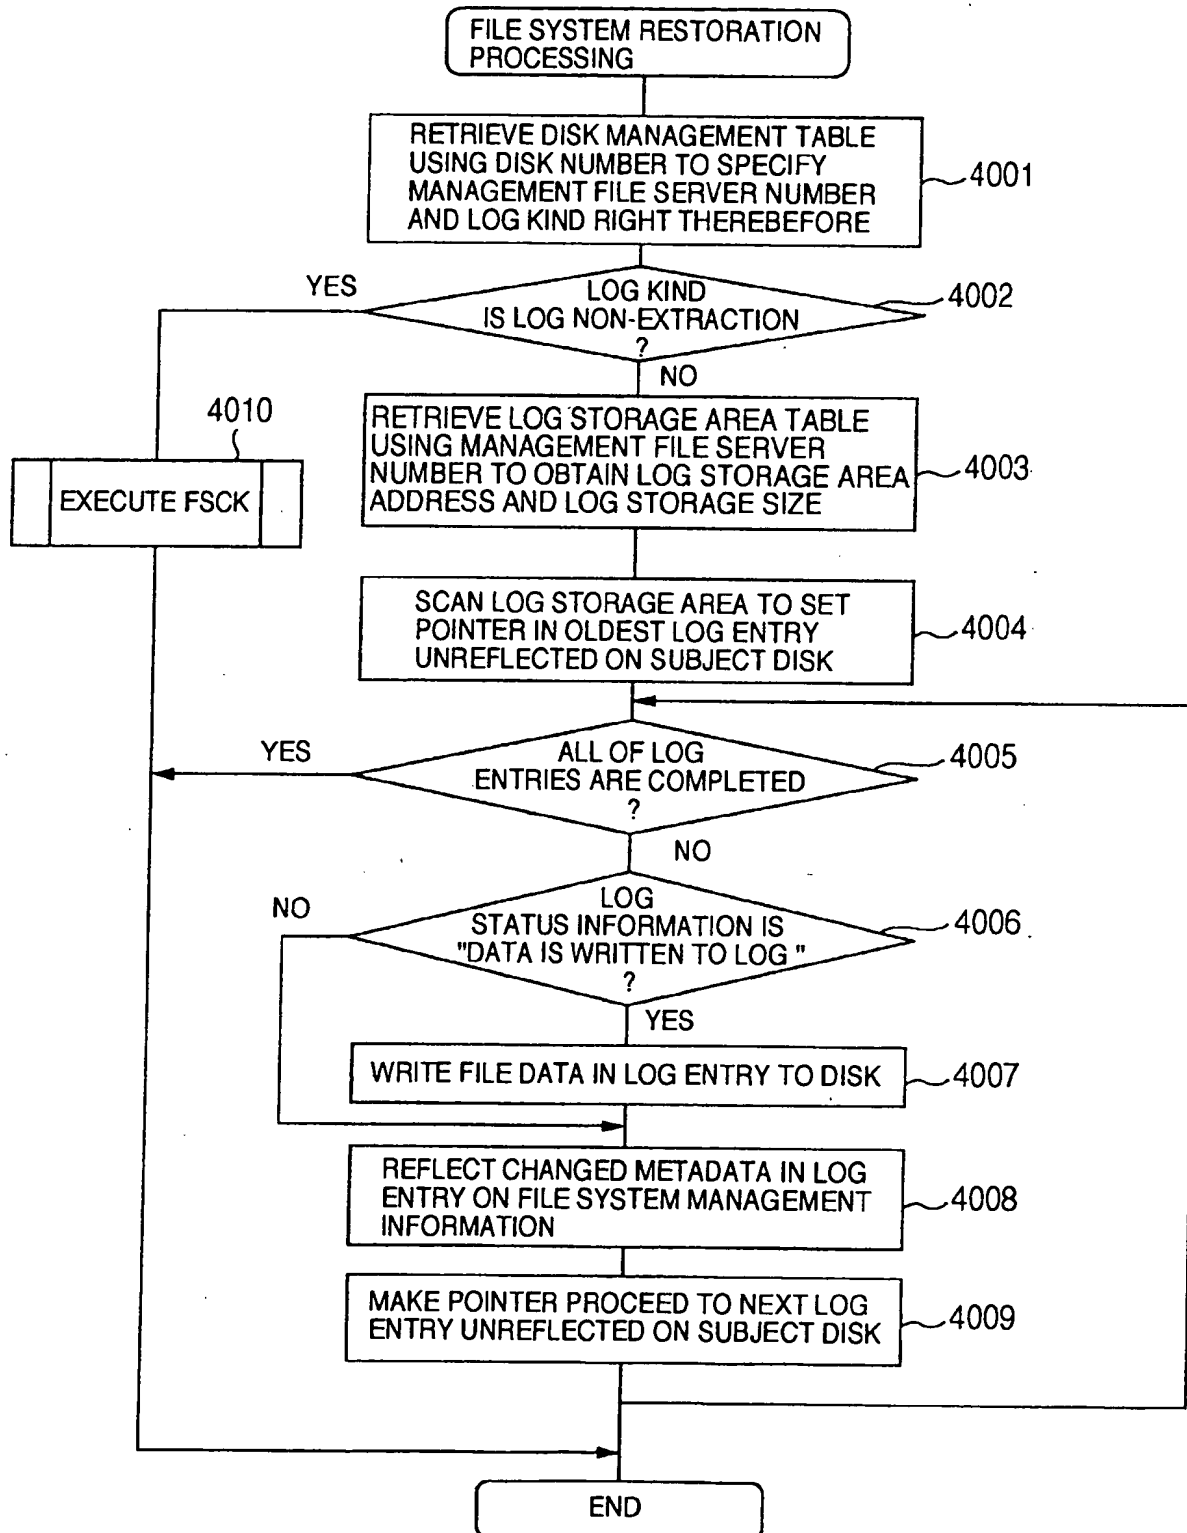 FILE SYSTEM RESTORATION
PROCESSING
RETRIEVE DISK MANAGEMENT TABLE
USING DISK NUMBER TO SPECIFY
MANAGEMENT FILE SERVER NUMBER
AND LOG KIND RIGHT THEREBEFORE
4001
YES
LOG KIND
IS LOG NON-EXTRACTION
?
4002
NO
4010
EXECUTE FSCK
RETRIEVE LOG STORAGE AREA TABLE
USING MANAGEMENT FILE SERVER
NUMBER TO OBTAIN LOG STORAGE AREA
ADDRESS AND LOG STORAGE SIZE
4003
SCAN LOG STORAGE AREA TO SET
POINTER IN OLDEST LOG ENTRY
UNREFLECTED ON SUBJECT DISK
4004
YES
ALL OF LOG
ENTRIES ARE COMPLETED
?
4005
NO
NO
LOG
STATUS INFORMATION IS
"DATA IS WRITTEN TO LOG "
?
4006
YES
WRITE FILE DATA IN LOG ENTRY TO DISK
4007
REFLECT CHANGED METADATA IN LOG
ENTRY ON FILE SYSTEM MANAGEMENT
INFORMATION
4008
MAKE POINTER PROCEED TO NEXT LOG
ENTRY UNREFLECTED ON SUBJECT DISK
4009
END